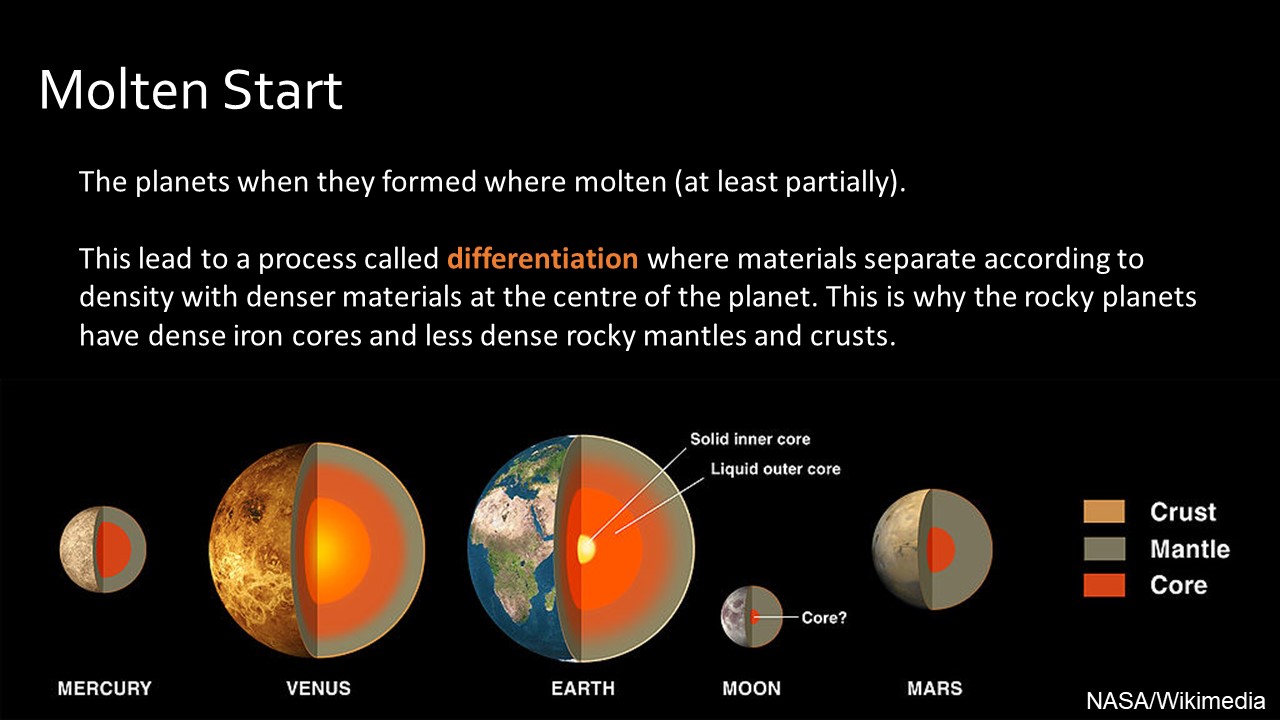 Molten Start
The planets when they formed where molten (at least partially).
This lead to a process called differentiation where materials separate according to
density with denser materials at the centre of the planet. This is why the rocky planets
have dense iron cores and less dense rocky mantles and crusts.
Solid inner core
Liquid outer core
Crust
Mantle
Core
Core?
MERCURY
VENUS
EARTH
MOON
MARS
NASA/Wikimedia